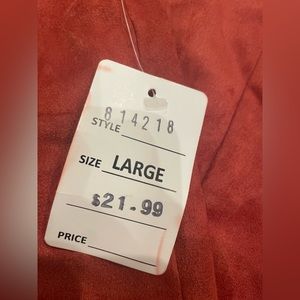 814218
STYLE
SIZE LARGE
$21.99
PRICE